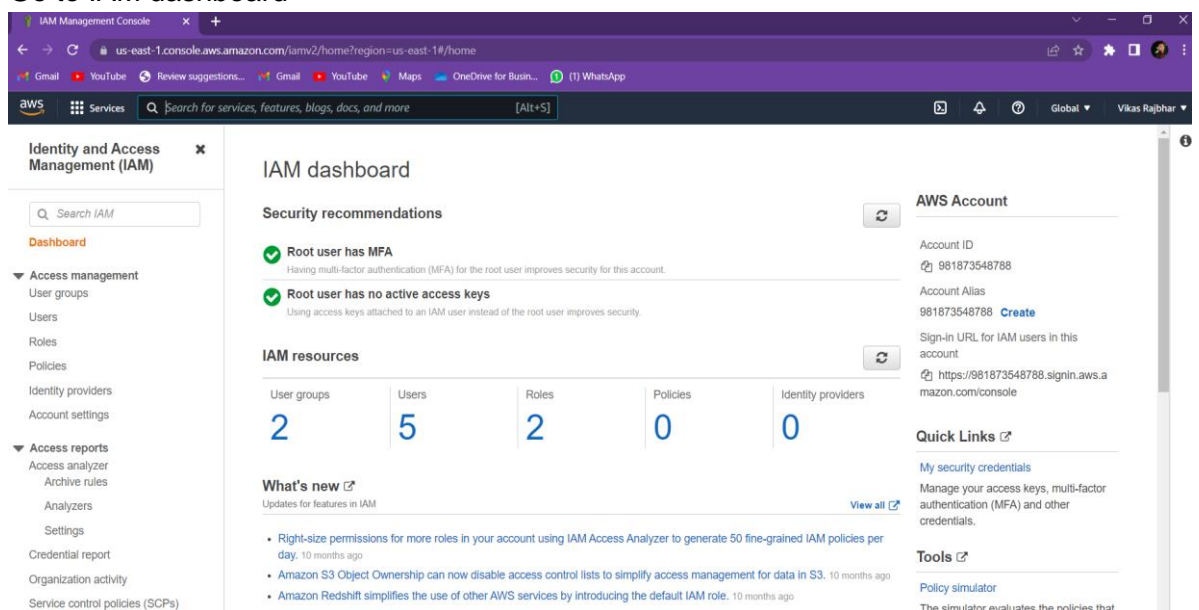 Go to IAM dashboard
IAM Management Console
us-east-1.console.aws.amazon.com/iamv2/home?region=us-east-1#/home
Gmail YouTube Review suggestions... Gmail YouTube Maps OneDrive for Busin... (1) WhatsApp
aws Services Search for services, features, blogs, docs, and more [Alt+S] Global Vikas Rajbhar
Identity and Access
Management (IAM)
Search IAM
Dashboard
Access management
User groups
Users
Roles
Policies
Identity providers
Account settings
Access reports
Access analyzer
Archive rules
Analyzers
Settings
Credential report
Organization activity
Service control policies (SCPs)
IAM dashboard
Security recommendations
Root user has MFA
Having multi-factor authentication (MFA) for the root user improves security for this account.
Root user has no active access keys
Using access keys attached to an IAM user instead of the root user improves security.
IAM resources
User groups Users Roles Policies Identity providers
2 5 2 0 0
What's new
Updates for features in IAM View all
• Right-size permissions for more roles in your account using IAM Access Analyzer to generate 50 fine-grained IAM policies per
day. 10 months ago
• Amazon S3 Object Ownership can now disable access control lists to simplify access management for data in S3. 10 months ago
• Amazon Redshift simplifies the use of other AWS services by introducing the default IAM role. 10 months ago
AWS Account
Account ID
981873548788
Account Alias
981873548788 Create
Sign-in URL for IAM users in this
account
https://981873548788.signin.aws.a
mazon.com/console
Quick Links
My security credentials
Manage your access keys, multi-factor
authentication (MFA) and other
credentials.
Tools
Policy simulator
The simulator evaluates the policies that